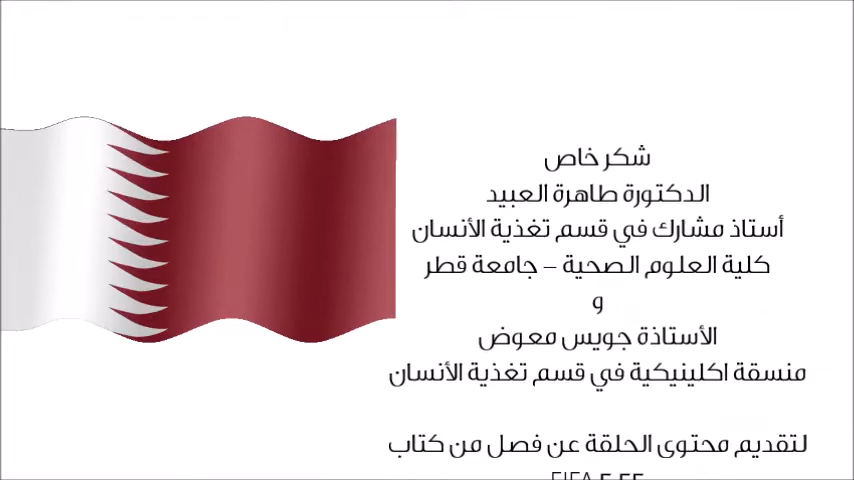 شكر خاص
الدكتورة طاهرة العبيد
أستاذ مشارك في قسم تغذية الأنسان
كلية العلوم الصحية – جامعة قطر
و
الأستاذة جويس معوض
منسقة اكلينيكية في قسم تغذية الأنسان
لتقديم محتوى الحلقة عن فصل من كتاب